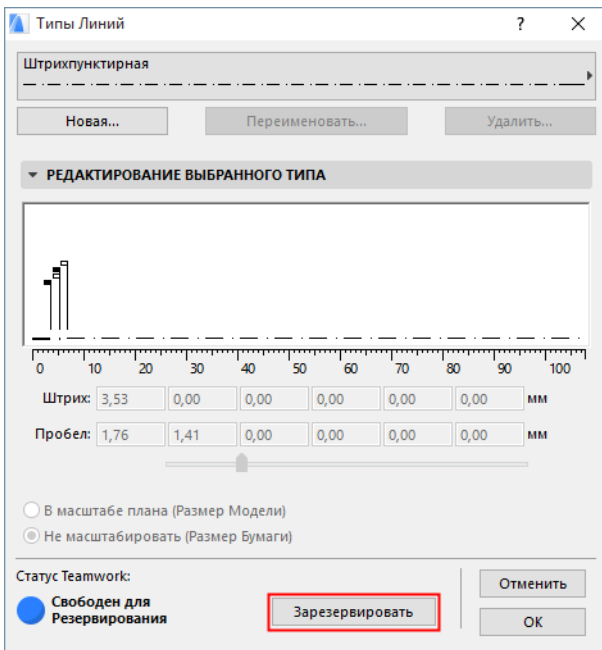 Типы Линий ?
Штрихпунктирная
Новая... Переименовать... Удалить...
РЕДАКТИРОВАНИЕ ВЫБРАННОГО ТИПА
0 10 20 30 40 50 60 70 80 90 100
Штрих: 3,53 0,00 0,00 0,00 0,00 0,00 мм
Пробел: 1,76 1,41 0,00 0,00 0,00 0,00 мм
В масштабе плана (Размер Модели)
Не масштабировать (Размер Бумаги)
Статус Teamwork:
Свободен для
Резервирования
Зарезервировать
Отменить
ОК